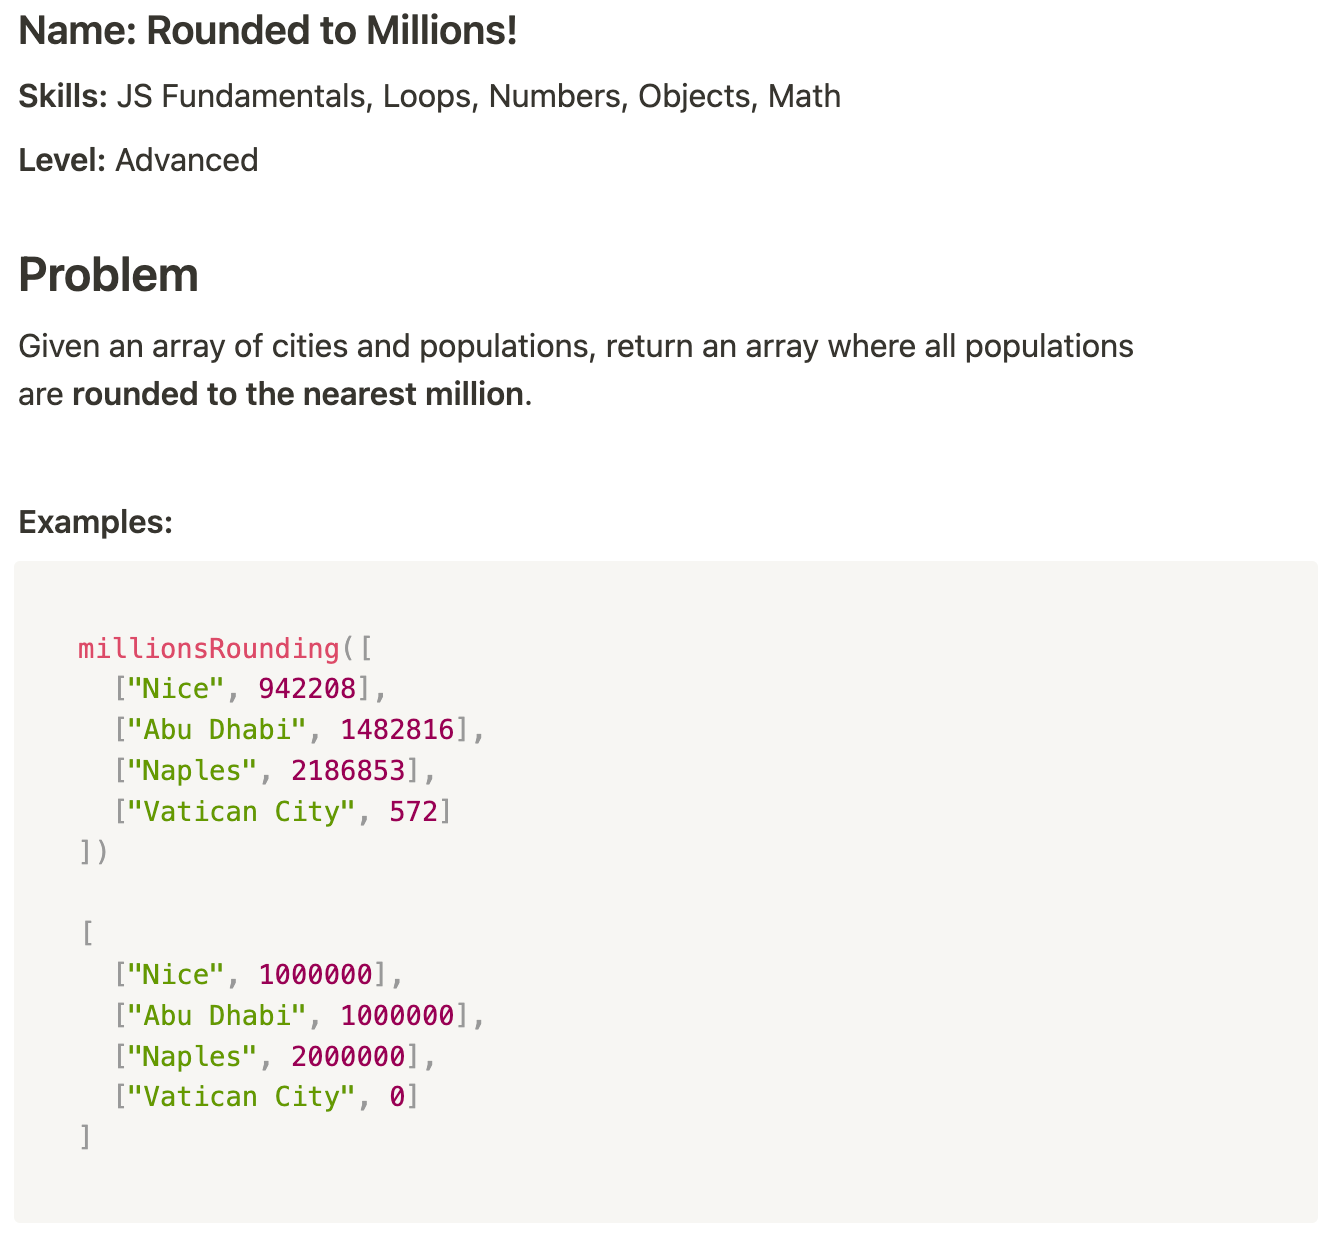 Name: Rounded to Millions!
Skills: JS Fundamentals, Loops, Numbers, Objects, Math
Level: Advanced
Problem
Given an array of cities and populations, return an array where all populations
are rounded to the nearest million.
Examples:
millionsRounding([
  ["Nice", 942208],
  ["Abu Dhabi", 1482816],
  ["Naples", 2186853],
  ["Vatican City", 572]
])
[
  ["Nice", 1000000],
  ["Abu Dhabi", 1000000],
  ["Naples", 2000000],
  ["Vatican City", 0]
]